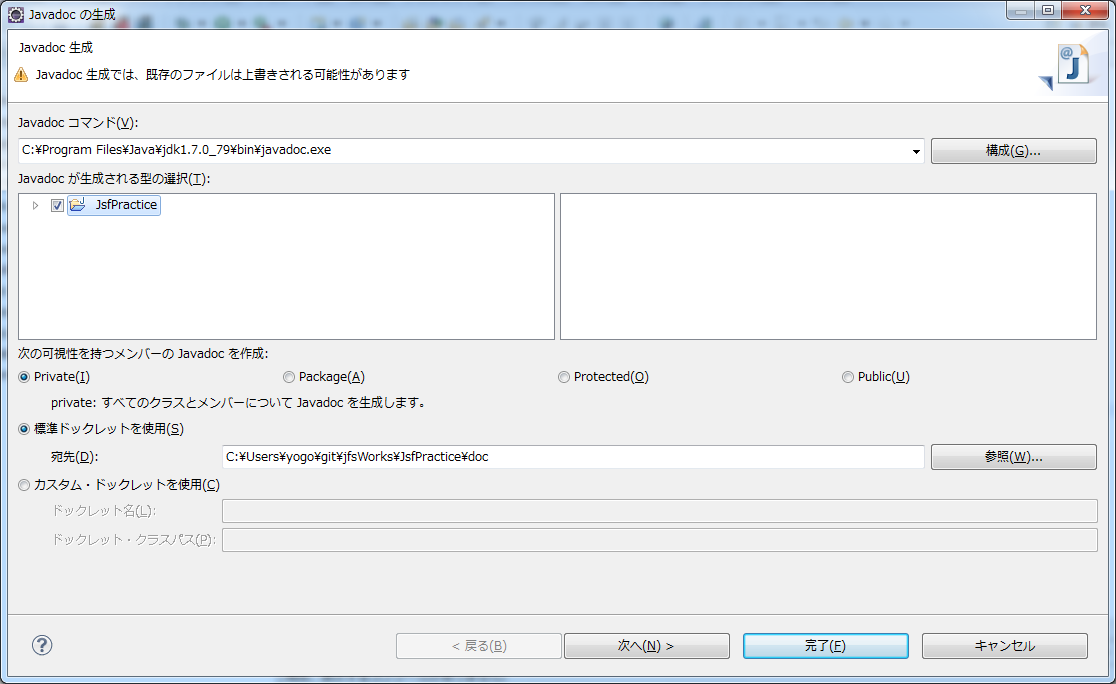 Javadoc の生成
Javadoc 生成
Javadoc 生成では、既存のファイルは上書きされる可能性があります
Javadoc コマンド(V):
C:¥Program Files¥Java¥jdk1.7.0_79¥bin¥javadoc.exe
構成(G)...
Javadoc が生成される型の選択(T):
JsfPractice
次の可視性を持つメンバーの Javadoc を作成:
Private(I) Package(A) Protected(O) Public(U)
private: すべてのクラスとメンバーについて Javadoc を生成します。
標準ドックレットを使用(S)
宛先(D): C:¥Users¥yogo¥git¥jfsWorks¥JsfPractice¥doc 参照(W)...
カスタム・ドックレットを使用(C)
ドックレット名(L):
ドックレット・クラスパス(P):
? < 戻る(B) 次へ(N) > 完了(F) キャンセル